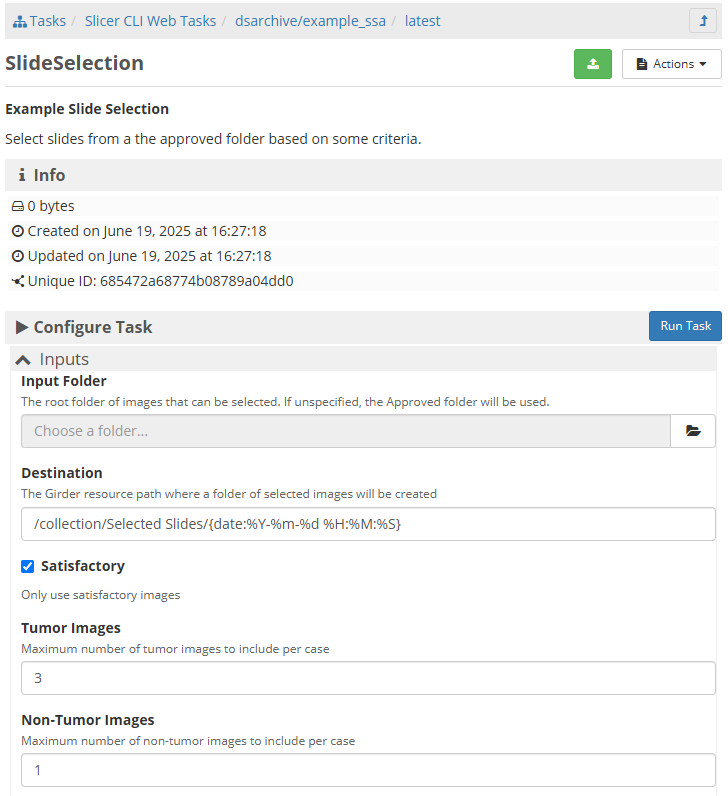 Tasks / Slicer CLI Web Tasks / dsarchive/example_ssa / latest
SlideSelection
Actions
Example Slide Selection
Select slides from a the approved folder based on some criteria.
Info
0 bytes
Created on June 19, 2025 at 16:27:18
Updated on June 19, 2025 at 16:27:18
Unique ID: 685472a68774b08789a04dd0
Configure Task
Run Task
Inputs
Input Folder
The root folder of images that can be selected. If unspecified, the Approved folder will be used.
Choose a folder...
Destination
The Girder resource path where a folder of selected images will be created
/collection/Selected Slides/{date:%Y-%m-%d %H:%M:%S}
Satisfactory
Only use satisfactory images
Tumor Images
Maximum number of tumor images to include per case
3
Non-Tumor Images
Maximum number of non-tumor images to include per case
1